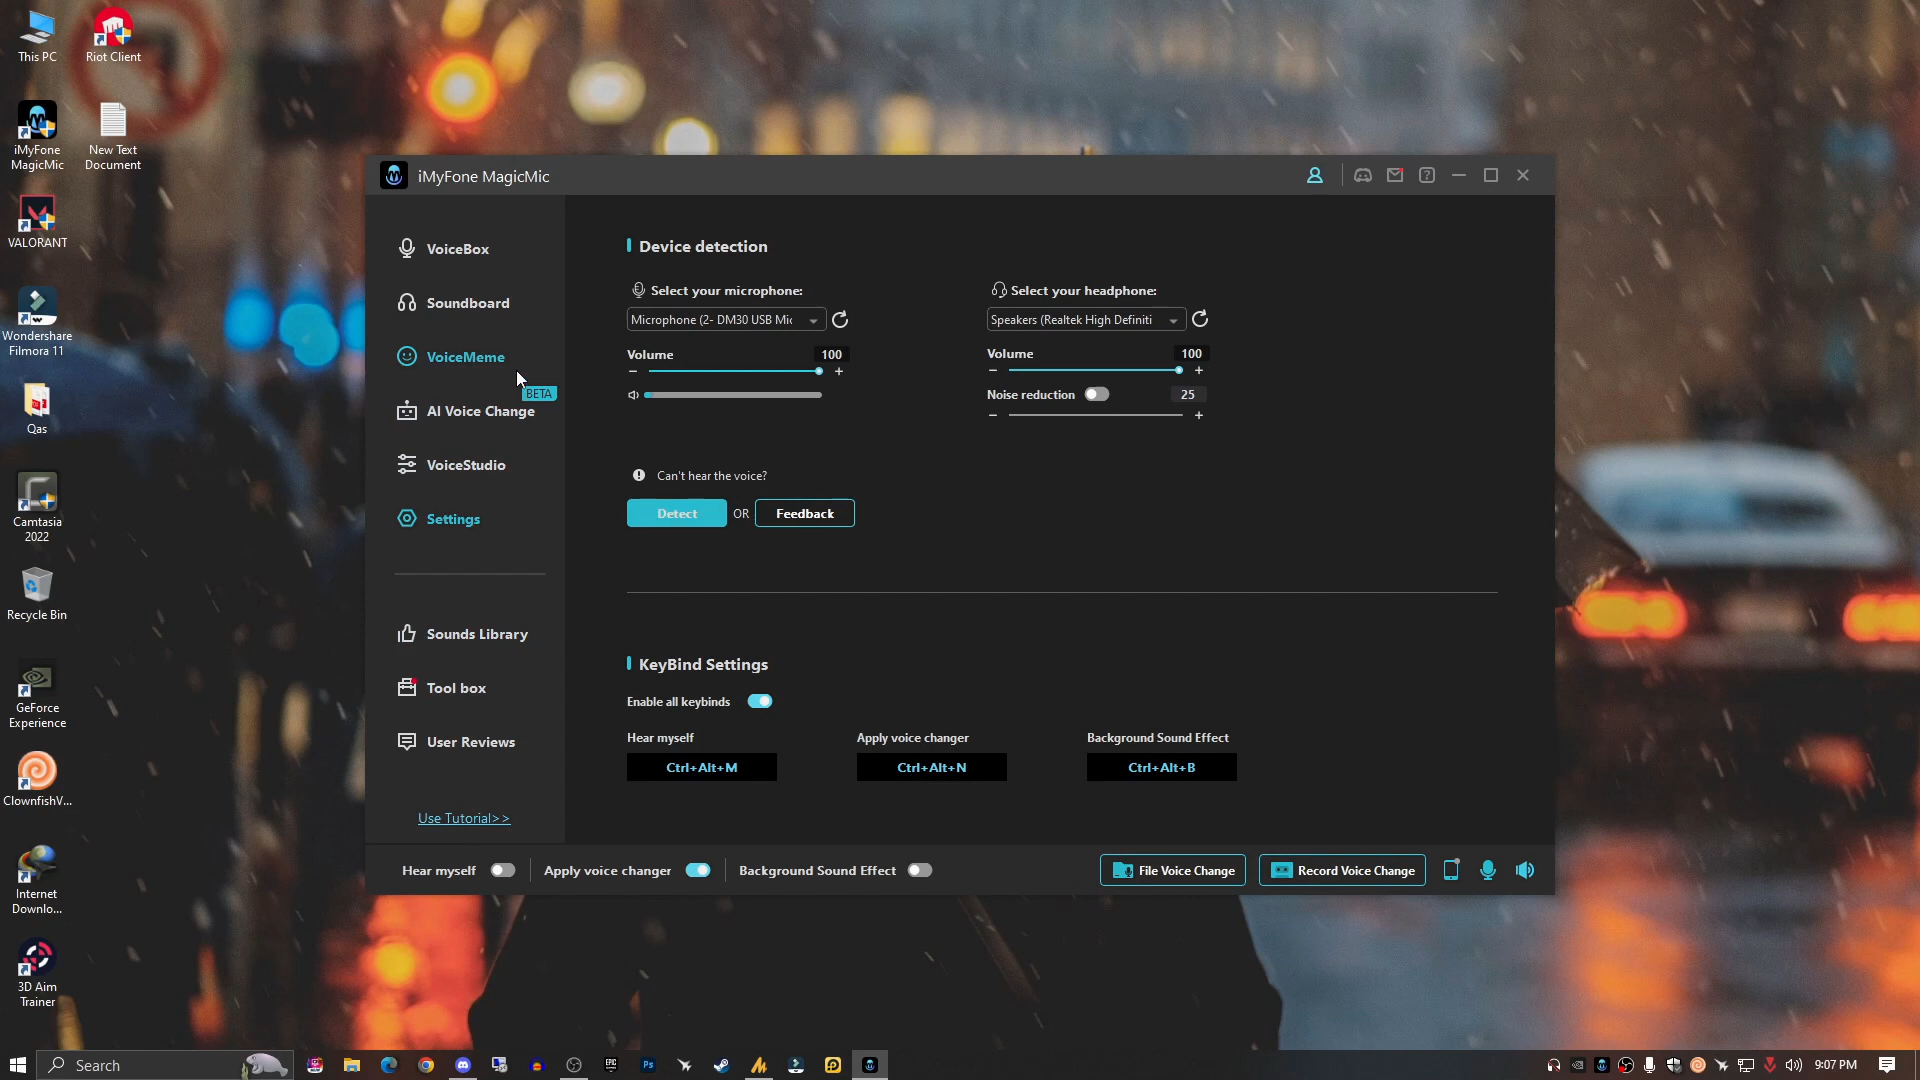 This PC
Riot Client
iMyFone
MagicMic
New Text
Document
VALORANT
Wondershare
Filmora 11
Qas
Camtasia
2022
Recycle Bin
GeForce
Experience
ClownfishV...
Internet
Downlo...
3D Aim
Trainer
iMyFone MagicMic
VoiceBox
Soundboard
VoiceMeme
BETA
AI Voice Change
VoiceStudio
Settings
Sounds Library
Tool box
User Reviews
Use Tutorial>>
Device detection
Select your microphone:
Microphone (2- DM30 USB Mic
Volume 100
Select your headphone:
Speakers (Realtek High Definiti
Volume 100
Noise reduction 25
Can't hear the voice?
Detect OR Feedback
KeyBind Settings
Enable all keybinds
Hear myself Apply voice changer Background Sound Effect
Ctrl+Alt+M Ctrl+Alt+N Ctrl+Alt+B
Hear myself Apply voice changer Background Sound Effect File Voice Change Record Voice Change
Search
EPIC
Ps
9:07 PM